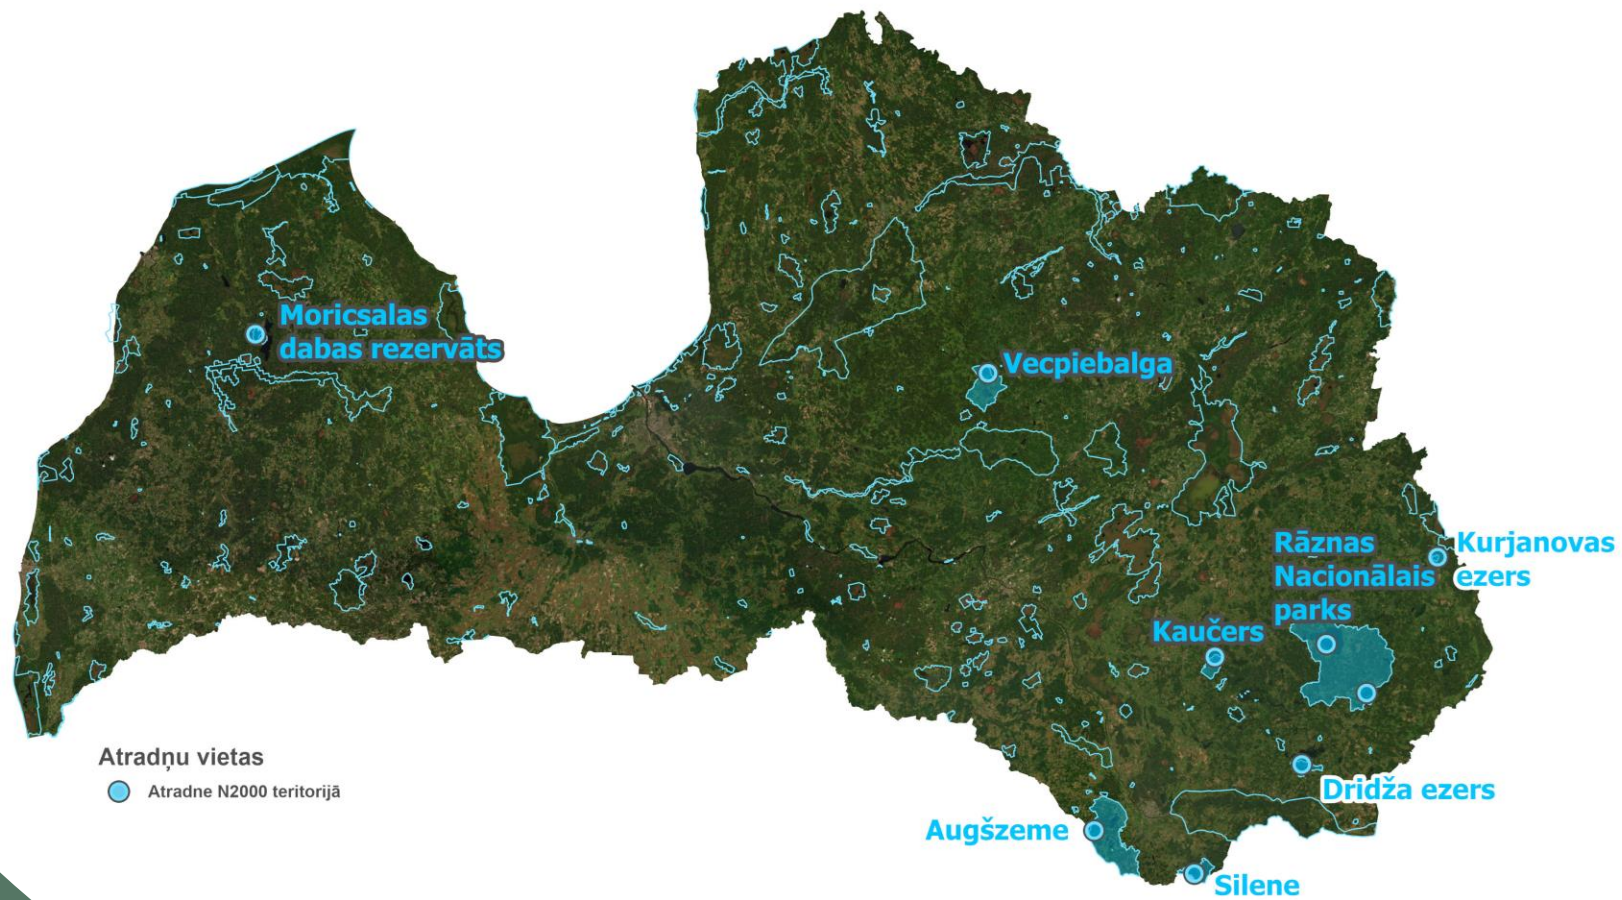 Moricsalas
dabas rezervāts
Vecpiebalga
Rāznas
Nacionālais
parks
Kurjanovas
ezers
Kaučers
Dridža ezers
Augšzeme
Silene
Atradņu vietas
Atradne N2000 teritorijā